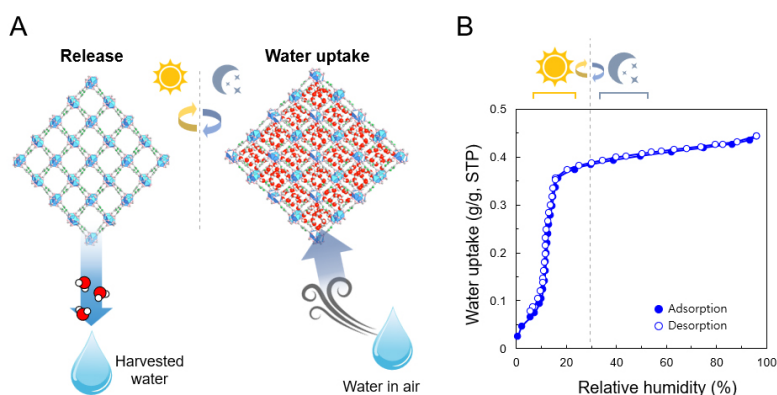 A
Release
Water uptake
Harvested
water
Water in air
B
Water uptake (g/g, STP)
0.5
0.4
0.3
0.2
0.1
0
Adsorption
Desorption
0
20
40
60
80
100
Relative humidity (%)